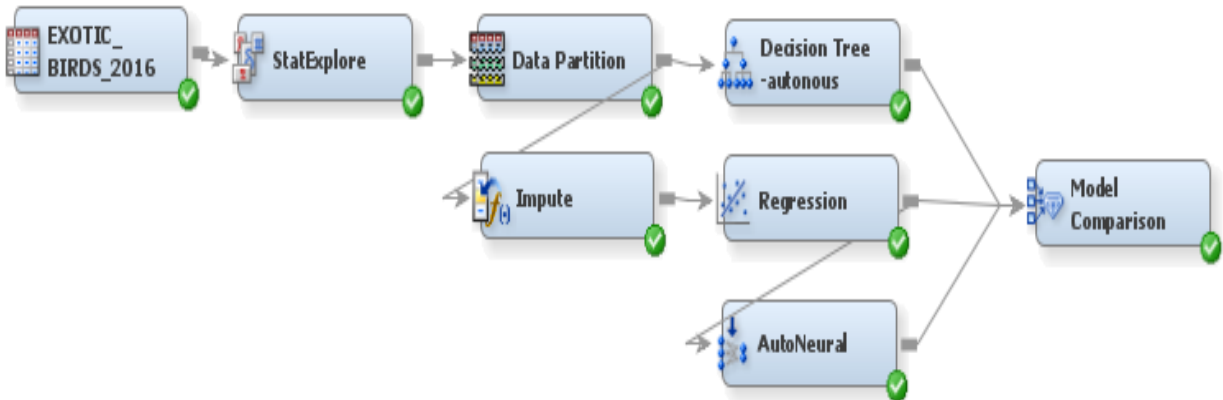 EXOTIC_
BIRDS_2016
StatExplore
Data Partition
Decision Tree
-autonous
Impute
Regression
Model
Comparison
AutoNeural